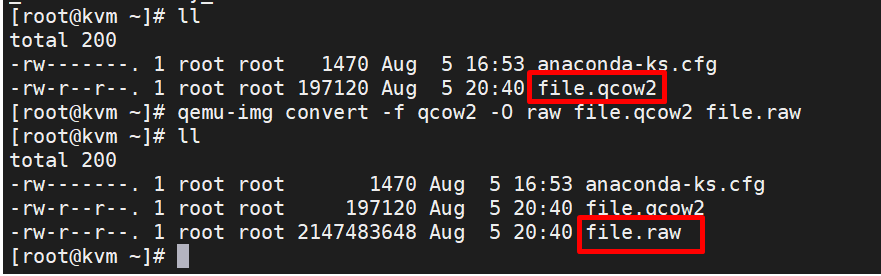 [root@kvm ~]# ll
total 200
-rw-------. 1 root root   1470 Aug  5 16:53 anaconda-ks.cfg
-rw-r--r--. 1 root root 197120 Aug  5 20:40 file.qcow2
[root@kvm ~]# qemu-img convert -f qcow2 -O raw file.qcow2 file.raw
[root@kvm ~]# ll
total 200
-rw-------. 1 root root       1470 Aug  5 16:53 anaconda-ks.cfg
-rw-r--r--. 1 root root     197120 Aug  5 20:40 file.qcow2
-rw-r--r--. 1 root root 2147483648 Aug  5 20:40 file.raw
[root@kvm ~]#